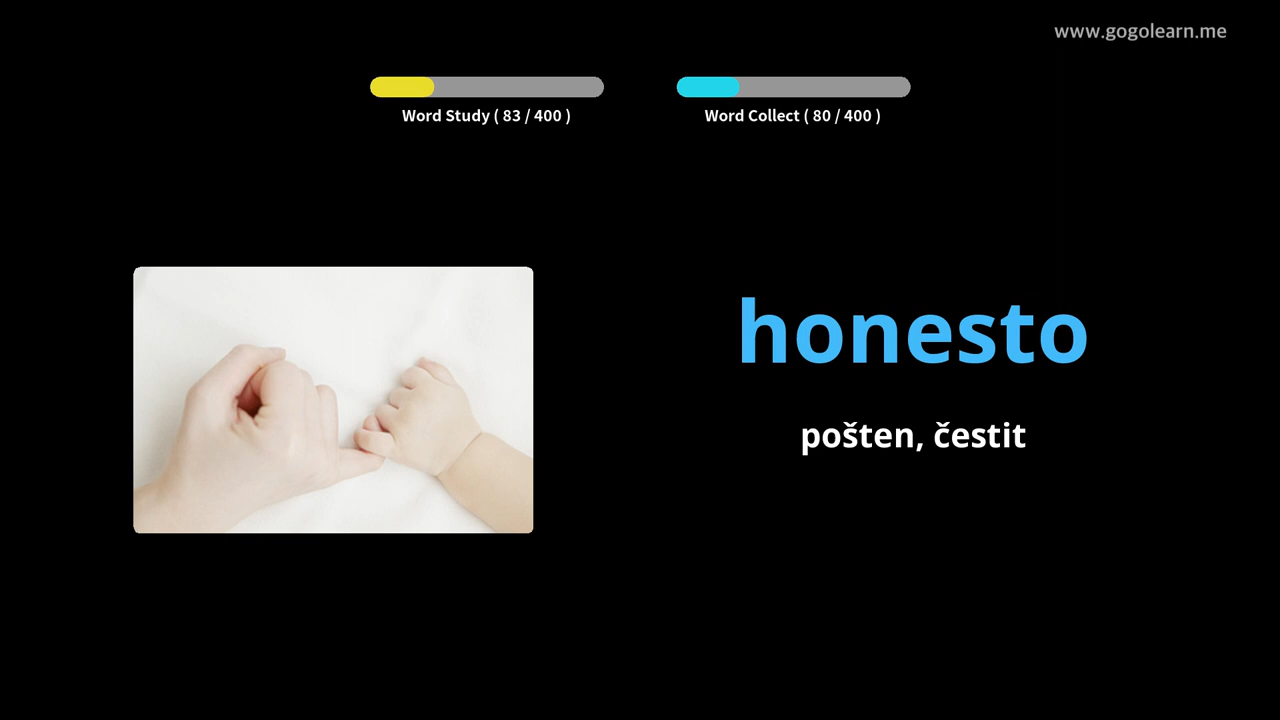 www.gogolearn.me
Word Study ( 83 / 400 )
Word Collect ( 80 / 400 )
honesto
pošten, čestit